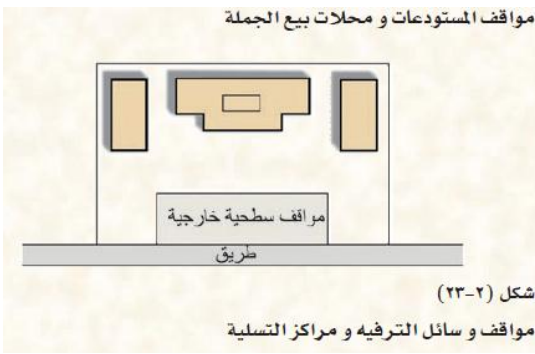 مواقف المستودعات و محلات بيع الجملة
مواقف سطحية خارجية
طريق
شكل (٢-٢٣)
مواقف و سائل الترفيه و مراكز التسلية